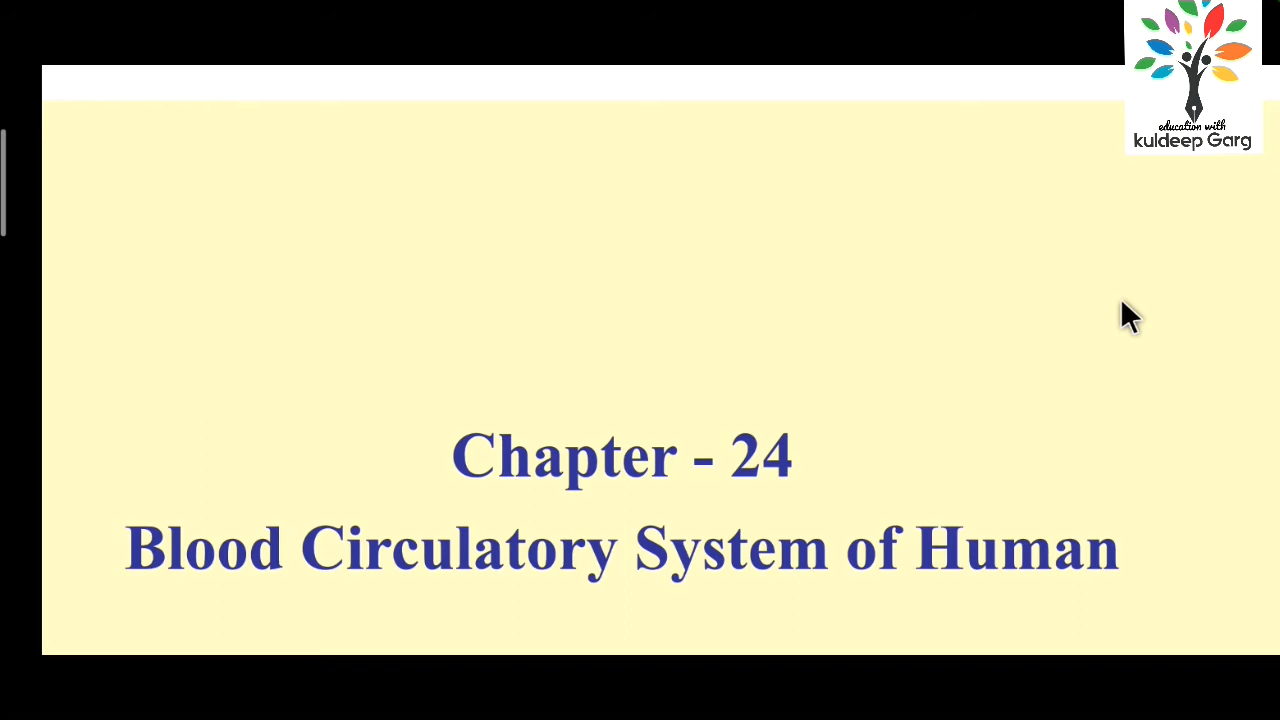 education with
kuldeep Garg
Chapter - 24
Blood Circulatory System of Human